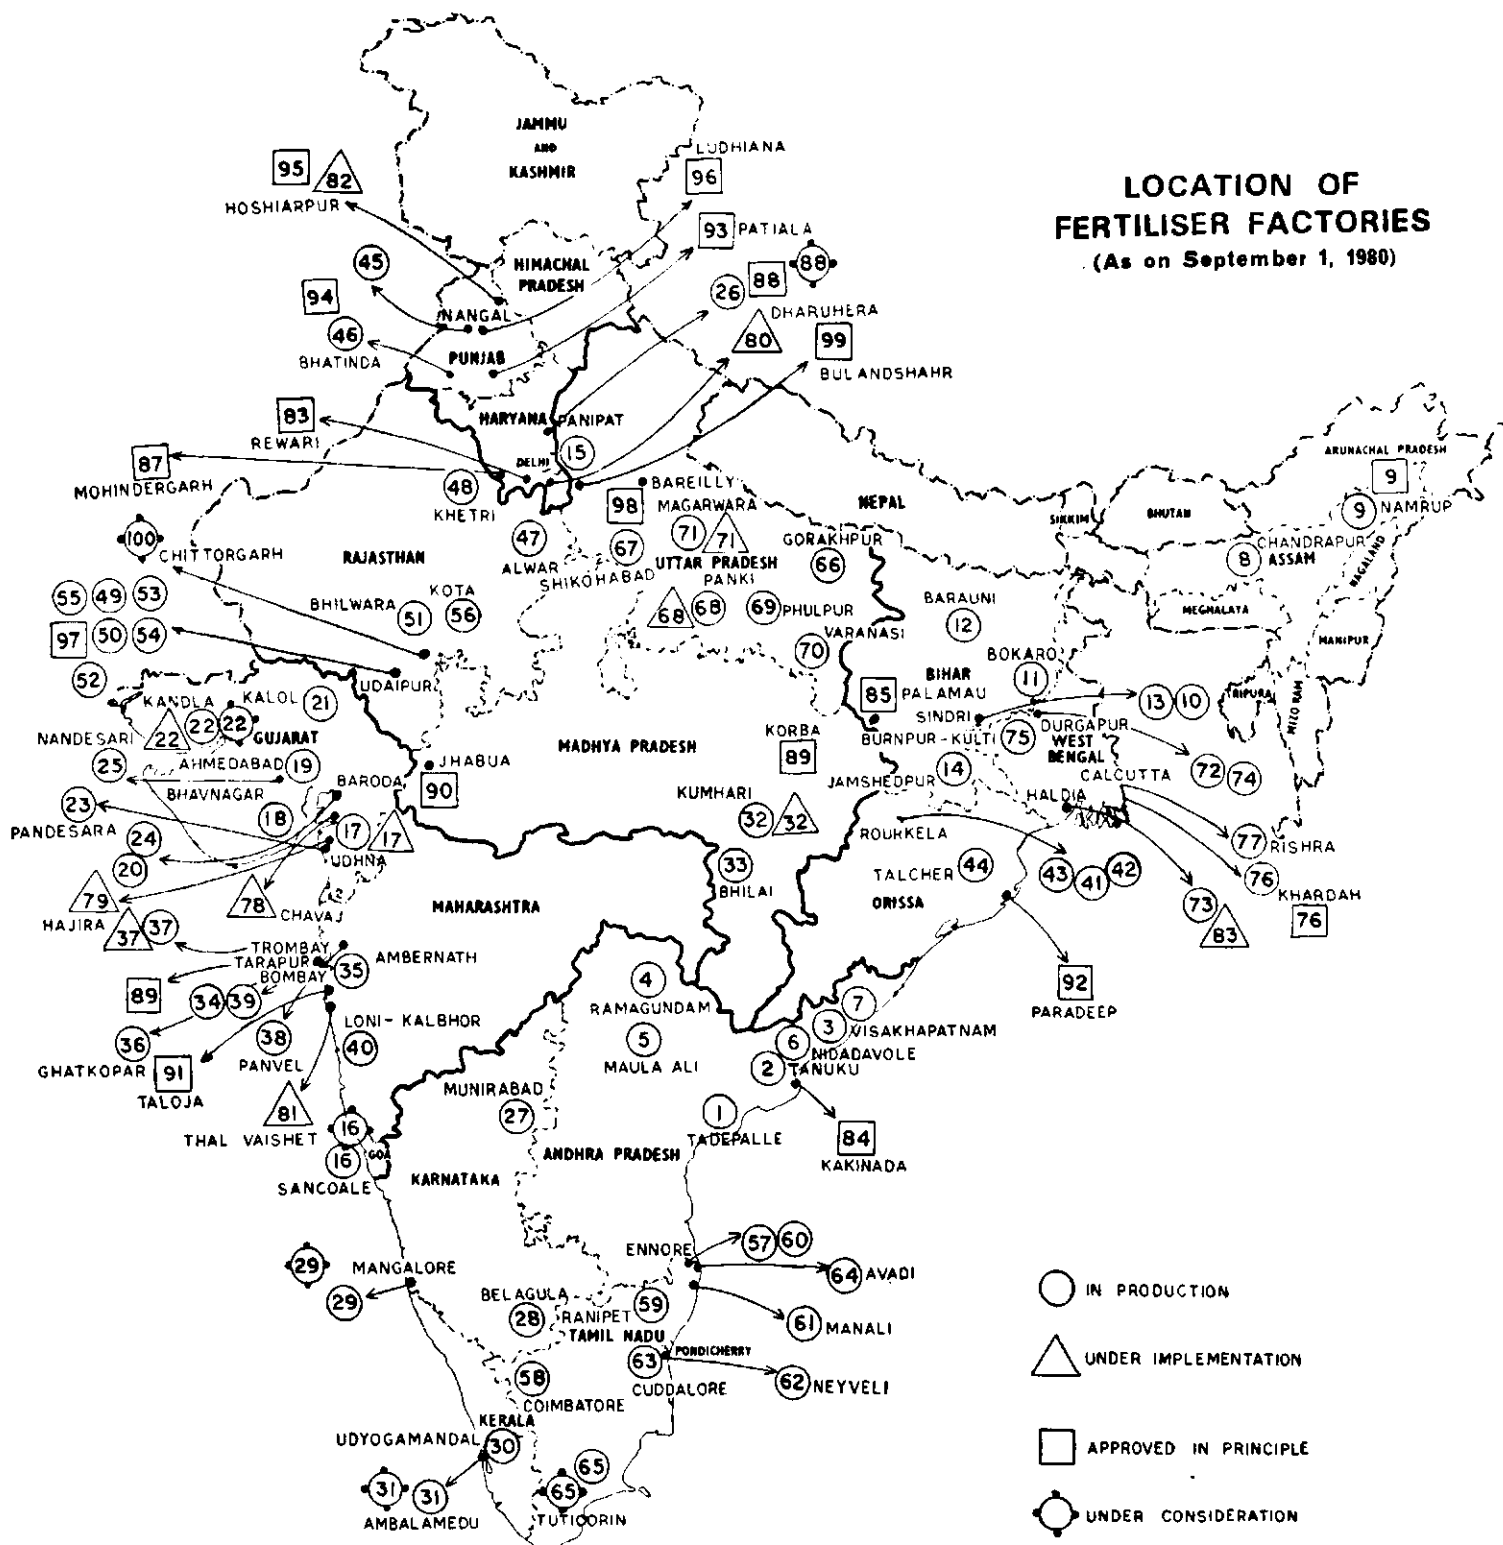 LOCATION OF
FERTILISER FACTORIES
(As on September 1, 1980)
JAMMU
AND
KASHMIR
LUDHIANA
96
95
82
HOSHIARPUR
93 PATIALA
HIMACHAL
PRADESH
45
94
NANGAL
46
BHATINDA
PUNJAB
26
88
88
DHARUHERA
80
99
BULANDSHAHR
83
REWARI
HARYANA
PANIPAT
15
DELHI
87
MOHINDERGARH
48
KHETRI
BAREILLY
98
MAGARWARA
71
71
NEPAL
SIKKIM
BHUTAN
ARUNACHAL PRADESH
9
9
NAMRUP
CHANDRAPUR
8
ASSAM
NAGALAND
MEGHALAYA
MANIPUR
TRIPURA
MIZO RAM
100
CHITTORGARH
RAJASTHAN
47
ALWAR
67
SHIKOHABAD
UTTAR PRADESH
PANKI
68
68
GORAKHPUR
66
69 PHULPUR
VARANASI
70
55
49
53
97
50
54
52
BHILWARA
51
KOTA
56
UDAIPUR
BARAUNI
12
BOKARO
11
BIHAR
85
PALAMAU
SINDRI
13
10
BURNPUR-KULTI
75
DURGAPUR
WEST
BENGAL
72
74
KANDLA
KALOL
21
22
22
22
GUJARAT
NANDESARI
25
AHMEDABAD
19
BHAVNAGAR
BARODA
MADHYA PRADESH
JHABUA
90
KORBA
89
JAMSHEDPUR
14
CALCUTTA
HALDIA
23
PANDESARA
24
20
18
17
17
UDHNA
KUMHARI
32
32
ROURKELA
77
RISHRA
76
KHARDAH
76
79
HAJIRA
78
CHAVAJ
33
BHILAI
TALCHER
44
43
41
42
73
83
ORISSA
MAHARASHTRA
37
37
TROMBAY
TARAPUR
BOMBAY
AMBERNATH
35
89
34
39
92
PARADEEP
4
RAMAGUNDAM
7
3
VISAKHAPATNAM
36
GHATKOPAR
38
PANVEL
LONI-KALBHOR
40
5
MAULA ALI
6
NIDADAVOLE
2
TANUKU
91
TALOJA
81
THAL VAISHET
MUNIRABAD
27
1
TADEPALLE
84
KAKINADA
16
16
GOA
SANCOALE
KARNATAKA
ANDHRA PRADESH
29
MANGALORE
29
ENNORE
57
60
64 AVADI
BELAGULA
28
RANIPET
59
61 MANALI
TAMIL NADU
PONDICHERRY
63
CUDDALORE
62 NEYVELI
58
COIMBATORE
KERALA
UDYOGAMANDAL
30
31
31
AMBALAMEDU
65
65
TUTICORIN
IN PRODUCTION
UNDER IMPLEMENTATION
APPROVED IN PRINCIPLE
UNDER CONSIDERATION